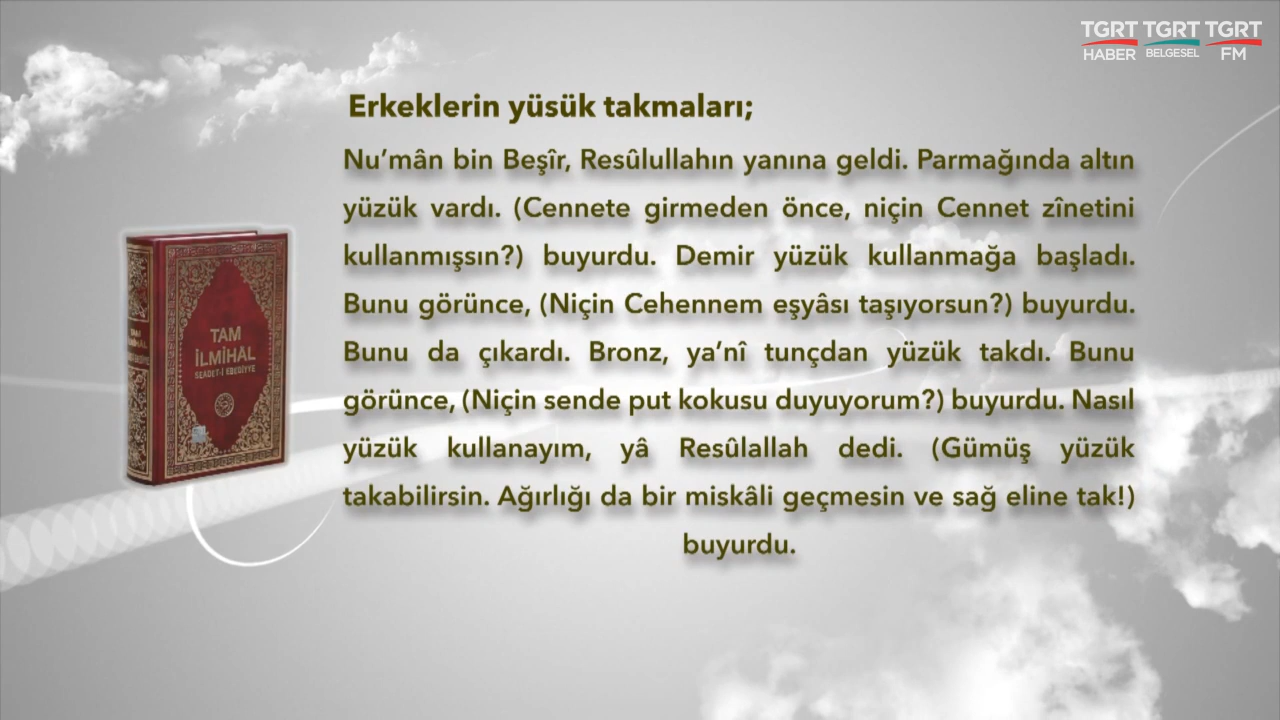 TGRT TGRT TGRT
HABER BELGESEL FM
Erkeklerin yüsük takmaları;
Nu’mân bin Beşîr, Resûlullahın yanına geldi. Parmağında altın
yüzük vardı. (Cennete girmeden önce, niçin Cennet zînetini
kullanmışsın?) buyurdu. Demir yüzük kullanmağa başladı.
Bunu görünce, (Niçin Cehennem eşyâsı taşıyorsun?) buyurdu.
Bunu da çıkardı. Bronz, ya’nî tunçdan yüzük takdı. Bunu
görünce, (Niçin sende put kokusu duyuyorum?) buyurdu. Nasıl
yüzük kullanayım, yâ Resûlallah dedi. (Gümüş yüzük
takabilirsin. Ağırlığı da bir miskâli geçmesin ve sağ eline tak!)
buyurdu.
TAM
İLMİHAL
SEADET-İ EBEDİYYE